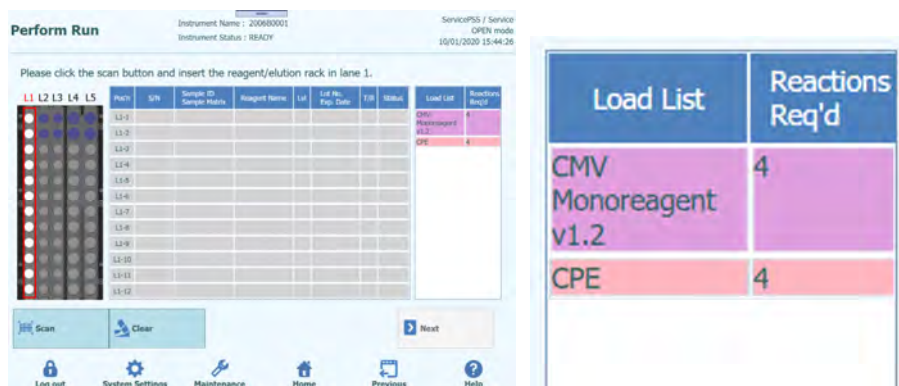 Perform Run
Instrument Name : 200680001
Instrument Status : READY
ServicePSS / Service
OPEN mode
10/01/2020 15:44:26
Please click the scan button and insert the reagent/elution rack in lane 1.
L1 L2 L3 L4 L5
Pos'n S/N Sample ID Sample Matrix Reagent Name Lvl Lot No. Exp. Date T/R Status
Load List Reactions Req'd
L1-1
L1-2
L1-3
L1-4
L1-5
L1-6
L1-7
L1-8
L1-9
L1-10
L1-11
L1-12
CMV Monoreagent v1.2 4
CPE 4
Scan
Clear
Next
Log out
System Settings
Maintenance
Home
Previous
Help
Load List
Reactions
Req'd
CMV 4
Monoreagent
v1.2
CPE 4